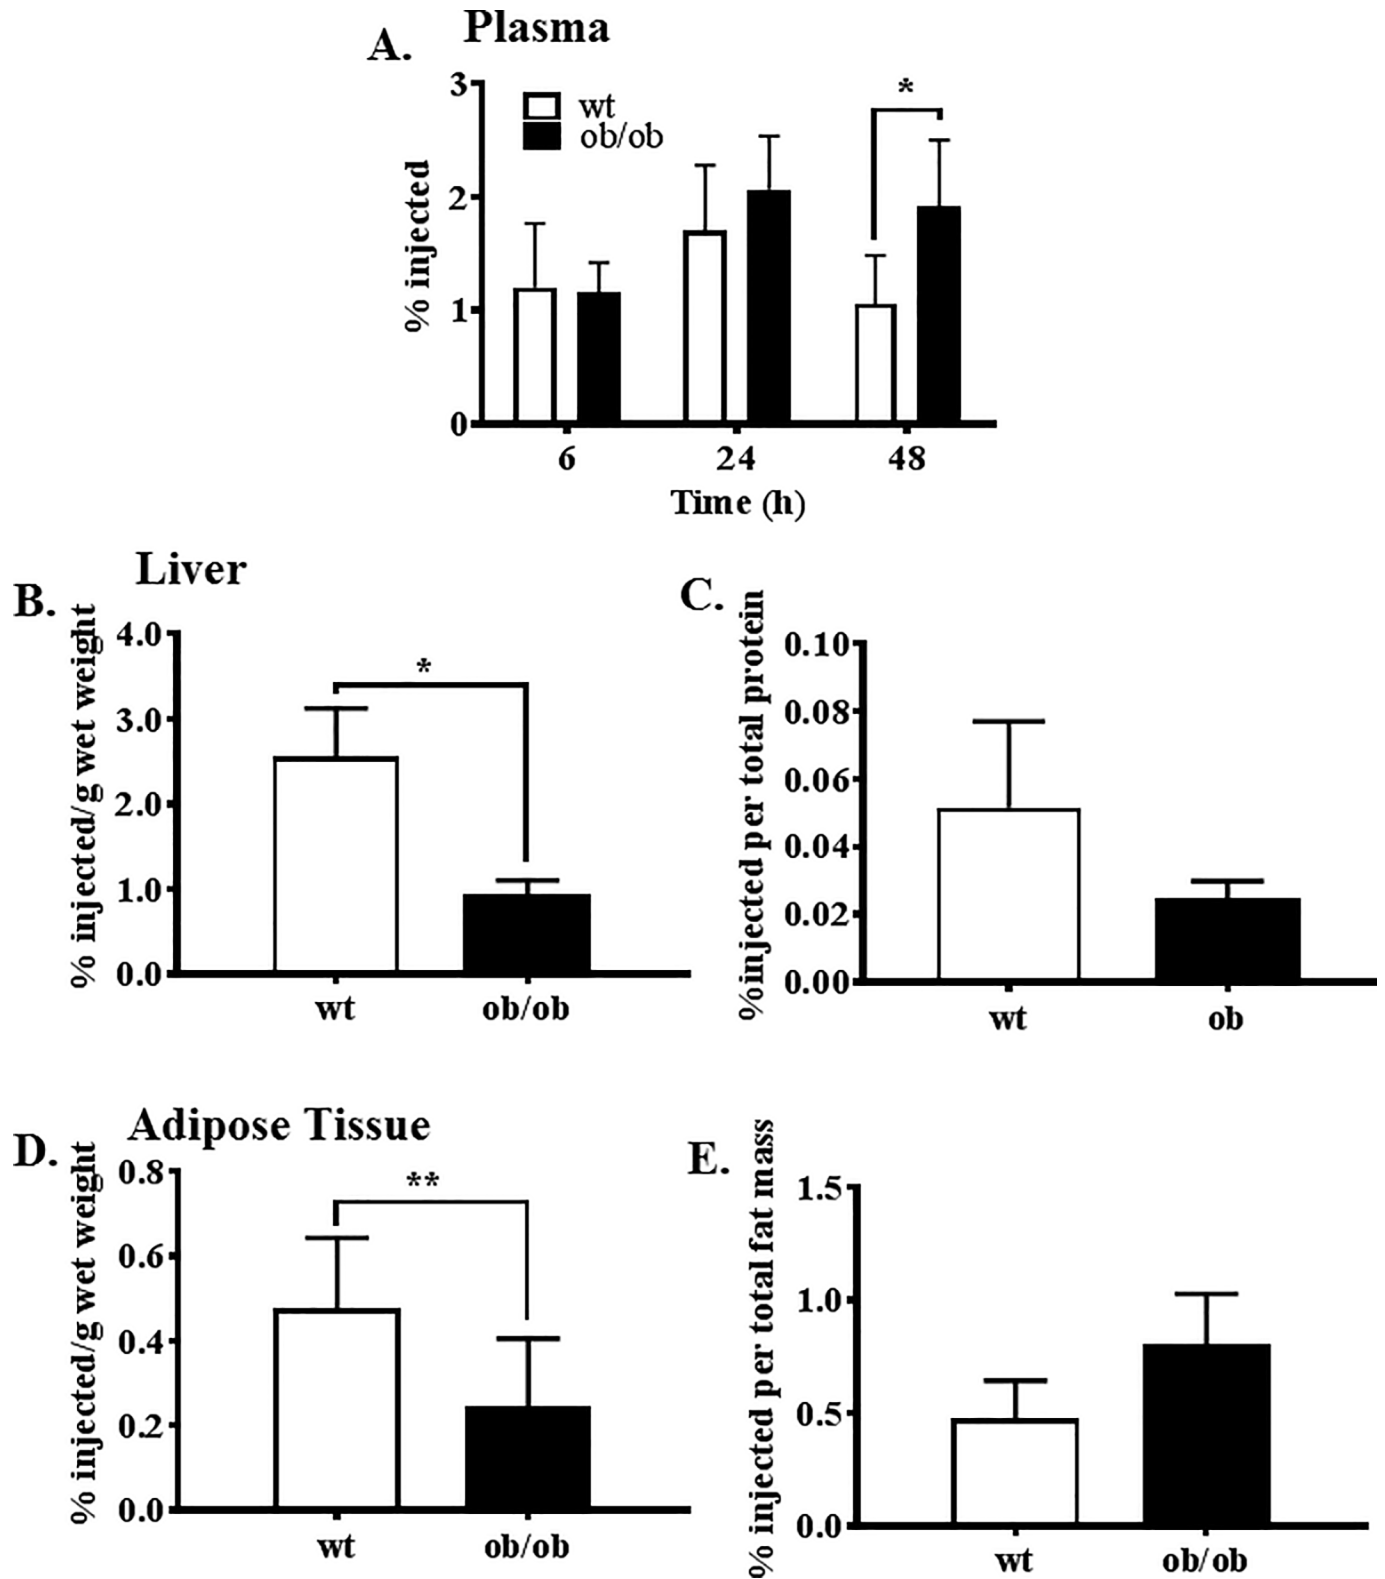 A.
Plasma
% injected
3
2
1
0
wt
ob/ob
*
6 24 48
Time (h)
Liver
B.
% injected/g wet weight
4.0
3.0
2.0
1.0
0.0
*
wt ob/ob
C.
%injected per total protein
0.10
0.08
0.06
0.04
0.02
0.00
wt ob
Adipose Tissue
D.
% injected/g wet weight
0.8
0.6
0.4
0.2
0.0
**
wt ob/ob
E.
% injected per total fat mass
1.5
1.0
0.5
0.0
wt ob/ob